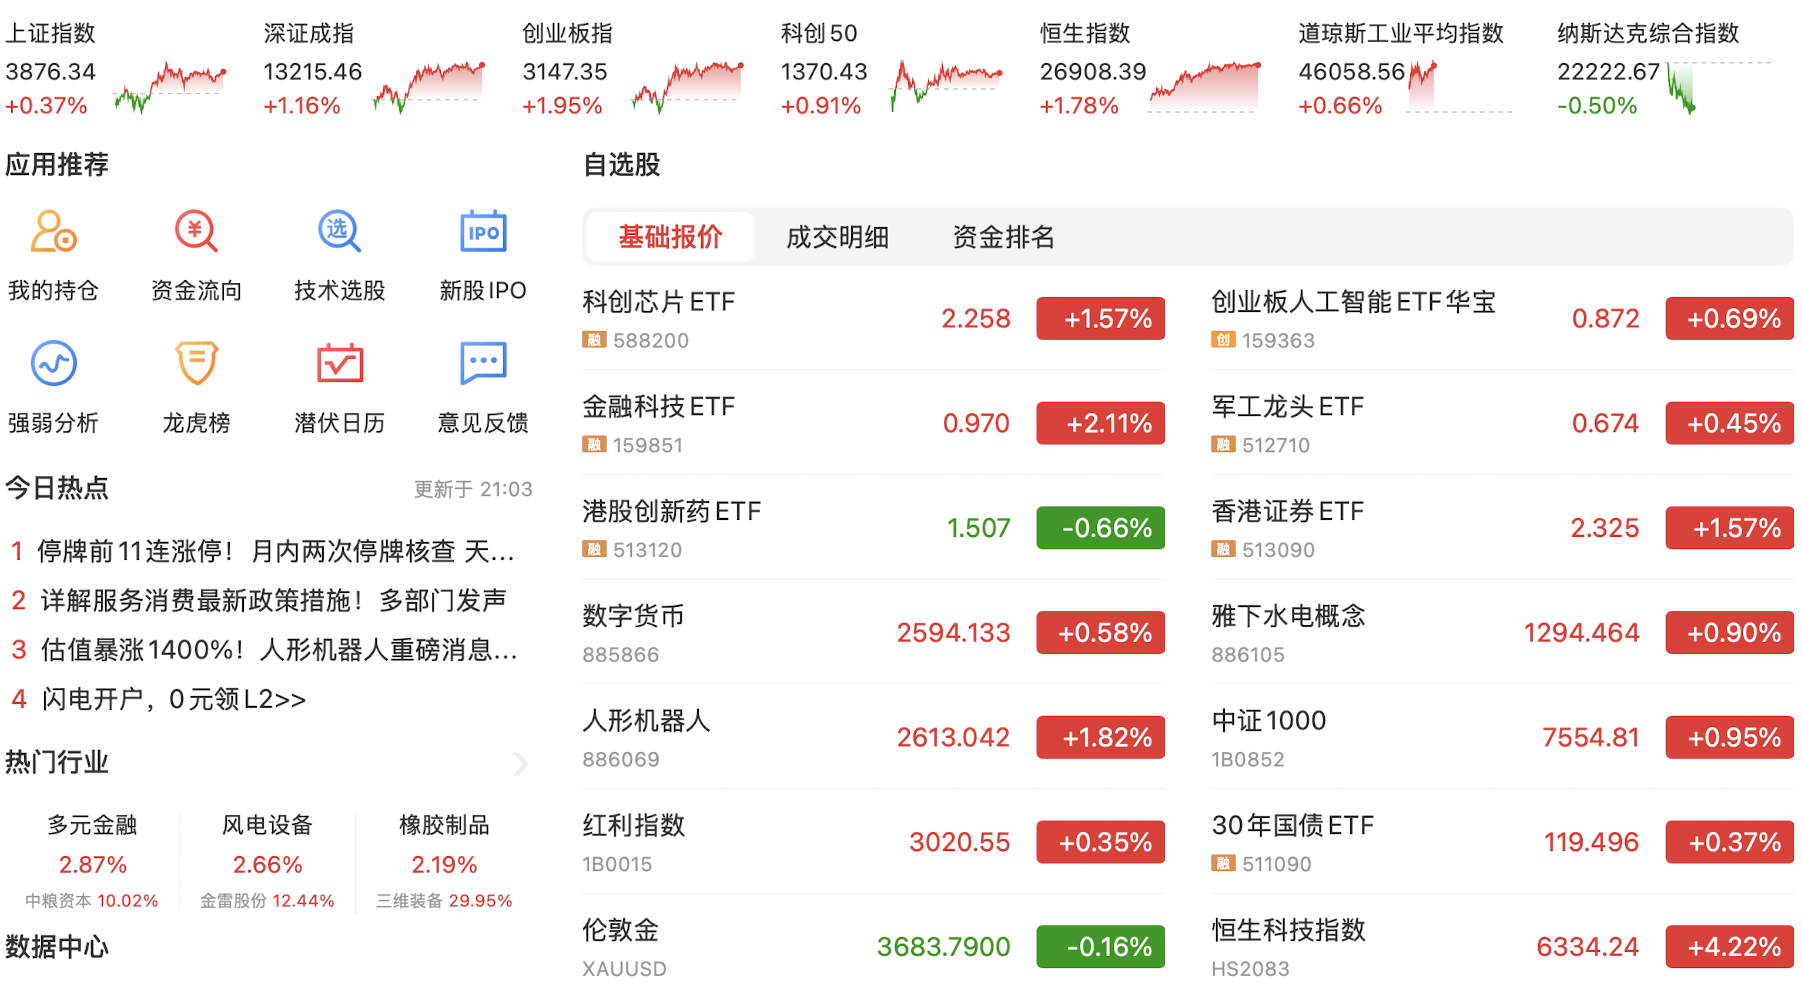 上证指数
3876.34
+0.37%
深证成指
13215.46
+1.16%
创业板指
3147.35
+1.95%
科创50
1370.43
+0.91%
恒生指数
26908.39
+1.78%
道琼斯工业平均指数
46058.56
+0.66%
纳斯达克综合指数
22222.67
-0.50%
应用推荐
我的持仓
¥
资金流向
选
技术选股
IPO
新股IPO
强弱分析
龙虎榜
潜伏日历
意见反馈
今日热点
更新于 21:03
1 停牌前11连涨停！月内两次停牌核查 天...
2 详解服务消费最新政策措施！多部门发声
3 估值暴涨1400%！人形机器人重磅消息...
4 闪电开户，0元领L2>>
热门行业
多元金融
2.87%
中粮资本 10.02%
风电设备
2.66%
金雷股份 12.44%
橡胶制品
2.19%
三维装备 29.95%
数据中心
自选股
基础报价 成交明细 资金排名
科创芯片ETF
融 588200
2.258 +1.57%
创业板人工智能ETF华宝
创 159363
0.872 +0.69%
金融科技ETF
融 159851
0.970 +2.11%
军工龙头ETF
融 512710
0.674 +0.45%
港股创新药ETF
融 513120
1.507 -0.66%
香港证券ETF
融 513090
2.325 +1.57%
数字货币
885866
2594.133 +0.58%
雅下水电概念
886105
1294.464 +0.90%
人形机器人
886069
2613.042 +1.82%
中证1000
1B0852
7554.81 +0.95%
红利指数
1B0015
3020.55 +0.35%
30年国债ETF
融 511090
119.496 +0.37%
伦敦金
XAUUSD
3683.7900 -0.16%
恒生科技指数
HS2083
6334.24 +4.22%